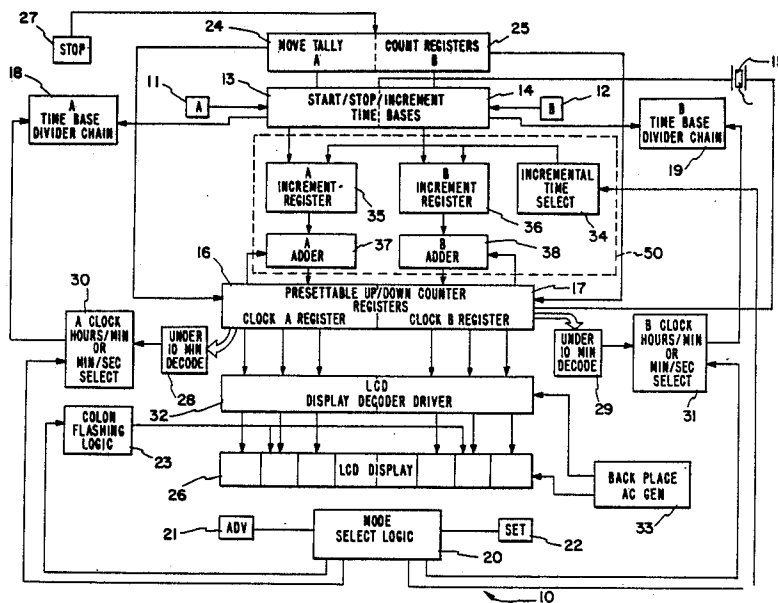 27
STOP
24
MOVE TALLY
A
COUNT REGISTERS
B
25
18
A
TIME BASE
DIVIDER CHAIN
11
A
13
START/STOP/INCREMENT
TIME BASES
14
B
12
B
TIME BASE
DIVIDER CHAIN
19
A
INCREMENT-
REGISTER
35
B
INCREMENT
REGISTER
36
INCREMENTAL
TIME
SELECT
34
A
ADDER
37
B
ADDER
38
50
16
PRESETTABLE UP/DOWN COUNTER
REGISTERS
CLOCK A REGISTER
CLOCK B REGISTER
17
30
A CLOCK
HOURS/MIN
OR
MIN/SEC
SELECT
UNDER
10 MIN
DECODE
28
UNDER
10 MIN
DECODE
29
B CLOCK
HOURS/MIN
OR
MIN/SEC
SELECT
31
LCD
DISPLAY DECODER DRIVER
32
COLON
FLASHING
LOGIC
23
LCD DISPLAY
26
BACK PLACE
AC GEN
33
21
ADV
MODE
SELECT LOGIC
20
SET
22
10